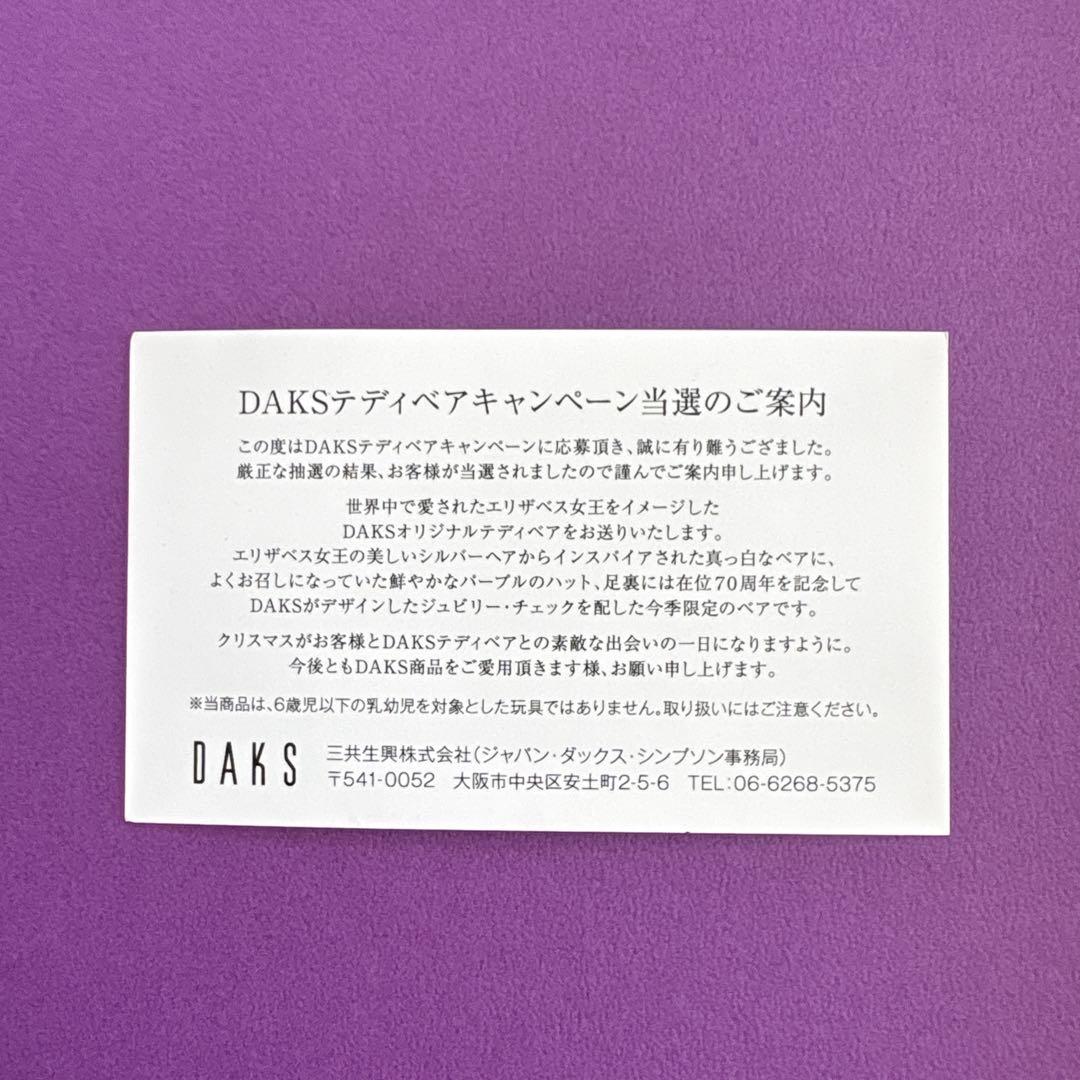 DAKSテディベアキャンペーン当選のご案内
この度はDAKSテディベアキャンペーンに応募頂き、誠に有り難うござました。
厳正な抽選の結果、お客様が当選されましたので謹んでご案内申し上げます。
世界中で愛されたエリザベス女王をイメージした
DAKSオリジナルテディベアをお送りいたします。
エリザベス女王の美しいシルバーヘアからインスパイアされた真っ白なベアに、
よくお召しになっていた鮮やかなパープルのハット、足裏には在位70周年を記念して
DAKSがデザインしたジュビリー・チェックを配した今季限定のベアです。
クリスマスがお客様とDAKSテディベアとの素敵な出会いの一日になりますように。
今後ともDAKS商品をご愛用頂きます様、お願い申し上げます。
※当商品は、6歳児以下の乳幼児を対象とした玩具ではありません。取り扱いにはご注意ください。
DAKS 三共生興株式会社(ジャパン・ダックス・シンプソン事務局)
〒541-0052 大阪市中央区安土町2-5-6 TEL:06-6268-5375